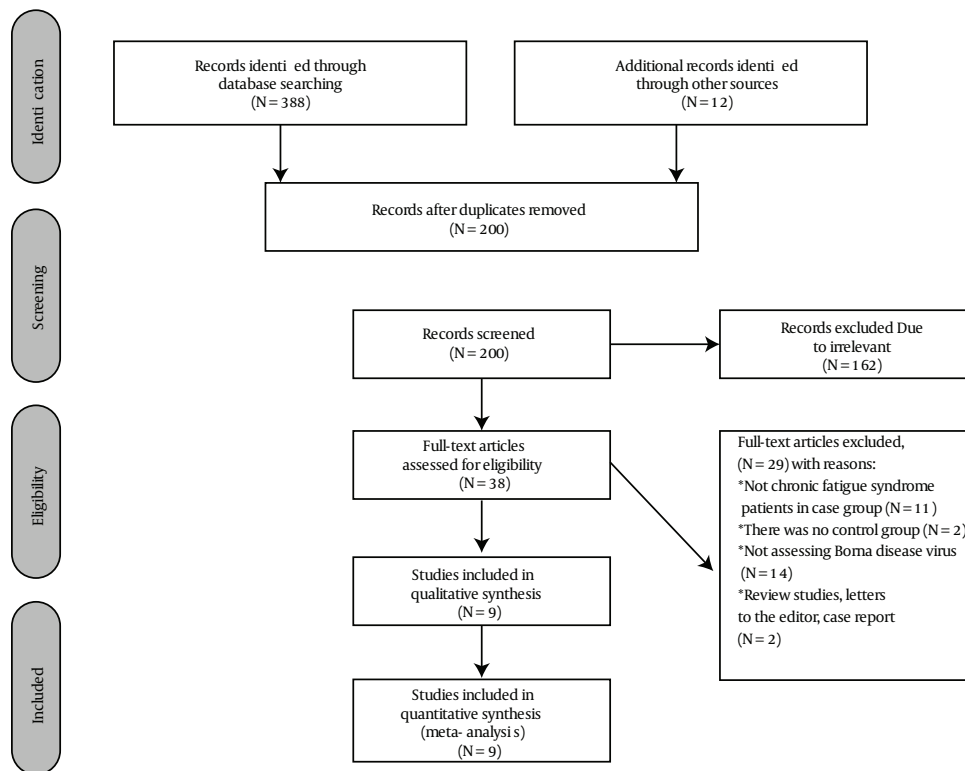 Identi cation
Records identi ed through
database searching
(N = 388)
Additional records identi ed
through other sources
(N = 12)
Records after duplicates removed
(N = 200)
Screening
Records screened
(N = 200)
Records excluded Due
to irrelevant
(N = 162)
Eligibility
Full-text articles
assessed for eligibility
(N = 38)
Full-text articles excluded,
(N = 29) with reasons:
*Not chronic fatigue syndrome
patients in case group (N = 11)
*There was no control group (N = 2)
*Not assessing Borna disease virus
(N = 14)
*Review studies, letters
to the editor, case report
(N = 2)
Studies included in
qualitative synthesis
(N = 9)
Included
Studies included in
quantitative synthesis
(meta- analysi s)
(N = 9)